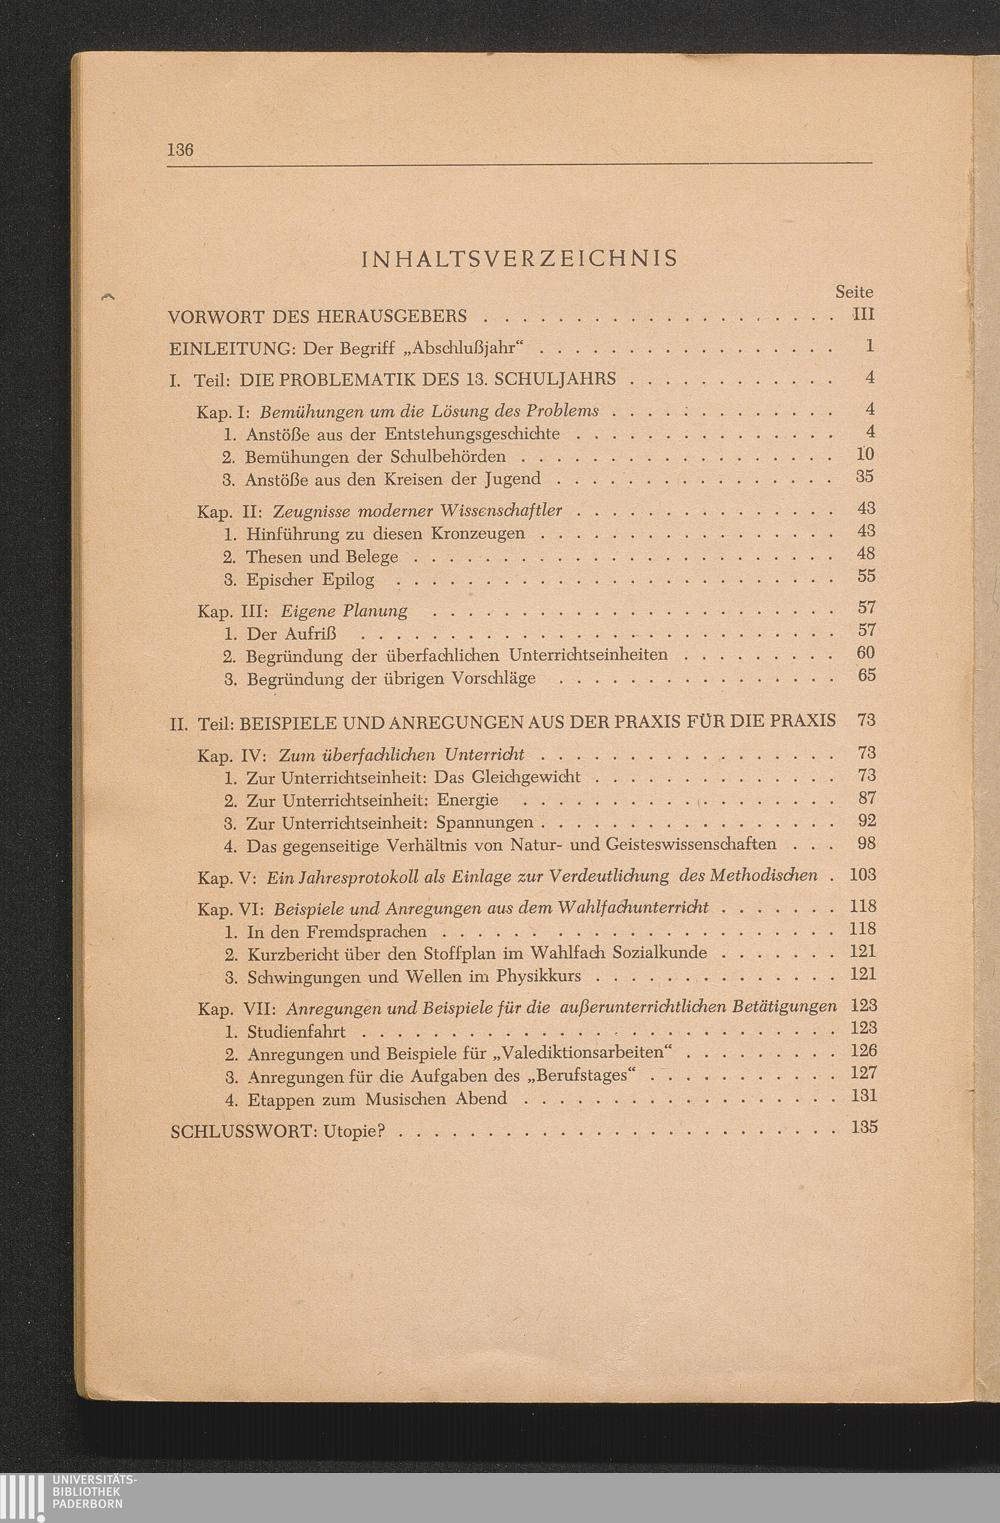 136
INHALTSVERZEICHNIS
Seite
VORWORT DES HERAUSGEBERS . . . . . . . . . . . . . . . . . . . . III
EINLEITUNG: Der Begriff „Abschlußjahr“ . . . . . . . . . . . . . . . . . 1
I. Teil: DIE PROBLEMATIK DES 13. SCHULJAHRS . . . . . . . . . . . . 4
Kap. I: Bemühungen um die Lösung des Problems . . . . . . . . . . . . . 4
1. Anstöße aus der Entstehungsgeschichte . . . . . . . . . . . . . . . 4
2. Bemühungen der Schulbehörden . . . . . . . . . . . . . . . . . . 10
3. Anstöße aus den Kreisen der Jugend . . . . . . . . . . . . . . . . 35
Kap. II: Zeugnisse moderner Wissenschaftler . . . . . . . . . . . . . . . 43
1. Hinführung zu diesen Kronzeugen . . . . . . . . . . . . . . . . . 43
2. Thesen und Belege . . . . . . . . . . . . . . . . . . . . . . . . 48
3. Epischer Epilog . . . . . . . . . . . . . . . . . . . . . . . . . 55
Kap. III: Eigene Planung . . . . . . . . . . . . . . . . . . . . . . . 57
1. Der Aufriß . . . . . . . . . . . . . . . . . . . . . . . . . . . 57
2. Begründung der überfachlichen Unterrichtseinheiten . . . . . . . . . 60
3. Begründung der übrigen Vorschläge . . . . . . . . . . . . . . . . 65
II. Teil: BEISPIELE UND ANREGUNGEN AUS DER PRAXIS FÜR DIE PRAXIS 73
Kap. IV: Zum überfachlichen Unterricht . . . . . . . . . . . . . . . . . 73
1. Zur Unterrichtseinheit: Das Gleichgewicht . . . . . . . . . . . . . . 73
2. Zur Unterrichtseinheit: Energie . . . . . . . . . . . . . . . . . . 87
3. Zur Unterrichtseinheit: Spannungen . . . . . . . . . . . . . . . . . 92
4. Das gegenseitige Verhältnis von Natur- und Geisteswissenschaften . . . 98
Kap. V: Ein Jahresprotokoll als Einlage zur Verdeutlichung des Methodischen . 103
Kap. VI: Beispiele und Anregungen aus dem Wahlfachunterricht . . . . . . . 118
1. In den Fremdsprachen . . . . . . . . . . . . . . . . . . . . . . . 118
2. Kurzbericht über den Stoffplan im Wahlfach Sozialkunde . . . . . . . 121
3. Schwingungen und Wellen im Physikkurs . . . . . . . . . . . . . . 121
Kap. VII: Anregungen und Beispiele für die außerunterrichtlichen Betätigungen 123
1. Studienfahrt . . . . . . . . . . . . . . . . . . . . . . . . . . . 123
2. Anregungen und Beispiele für „Valediktionsarbeiten“ . . . . . . . . . 126
3. Anregungen für die Aufgaben des „Berufstages“ . . . . . . . . . . . 127
4. Etappen zum Musischen Abend . . . . . . . . . . . . . . . . . . 131
SCHLUSSWORT: Utopie? . . . . . . . . . . . . . . . . . . . . . . . . . 135
UNIVERSITÄTS-
BIBLIOTHEK
PADERBORN